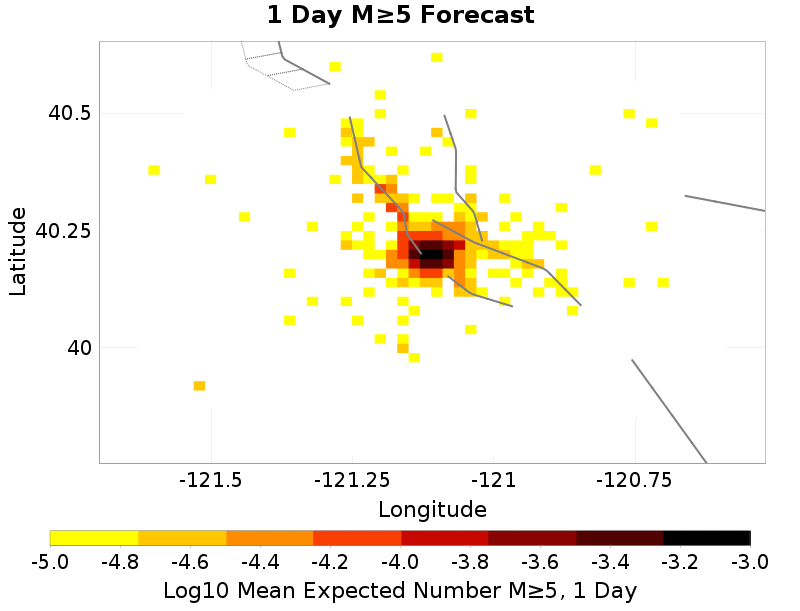 1 Day M≥5 Forecast
40.5
40.25
40
Latitude
-121.5 -121.25 -121 -120.75
Longitude
-5.0 -4.8 -4.6 -4.4 -4.2 -4.0 -3.8 -3.6 -3.4 -3.2 -3.0
Log10 Mean Expected Number M≥5, 1 Day